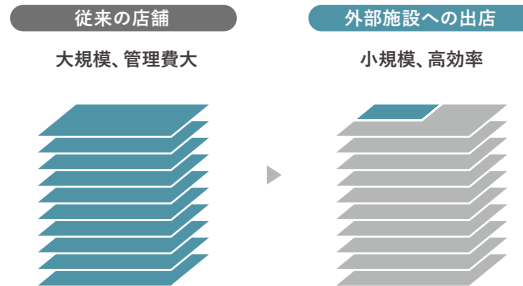 従来の店舗
外部施設への出店
大規模、管理費大
小規模、高効率